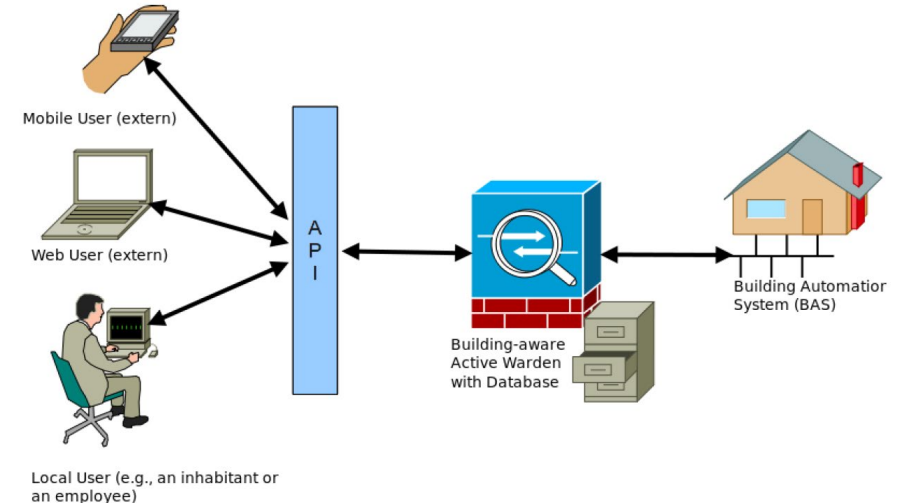 Mobile User (extern)
Web User (extern)
Local User (e.g., an inhabitant or
an employee)
A
P
I
Building-aware
Active Warden
with Database
Building Automation
System (BAS)